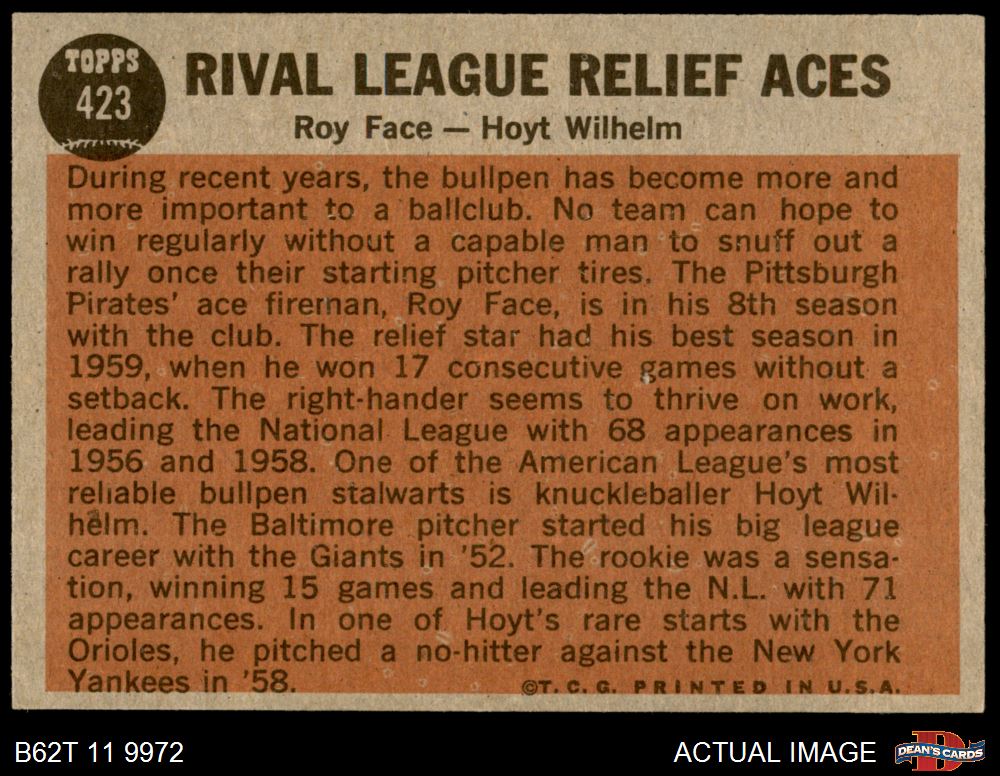 TOPPS
423
RIVAL LEAGUE RELIEF ACES
Roy Face — Hoyt Wilhelm
During recent years, the bullpen has become more and
more important to a ballclub. No team can hope to
win regularly without a capable man to snuff out a
rally once their starting pitcher tires. The Pittsburgh
Pirates' ace fireman, Roy Face, is in his 8th season
with the club. The relief star had his best season in
1959, when he won 17 consecutive games without a
setback. The right-hander seems to thrive on work,
leading the National League with 68 appearances in
1956 and 1958. One of the American League's most
reliable bullpen stalwarts is knuckleballer Hoyt Wil-
helm. The Baltimore pitcher started his big league
career with the Giants in '52. The rookie was a sensa-
tion, winning 15 games and leading the N.L. with 71
appearances. In one of Hoyt's rare starts with the
Orioles, he pitched a no-hitter against the New York
Yankees in '58.
©T. C. G. PRINTED IN U.S.A.
B62T 11 9972
ACTUAL IMAGE
D
DEAN'S CARDS